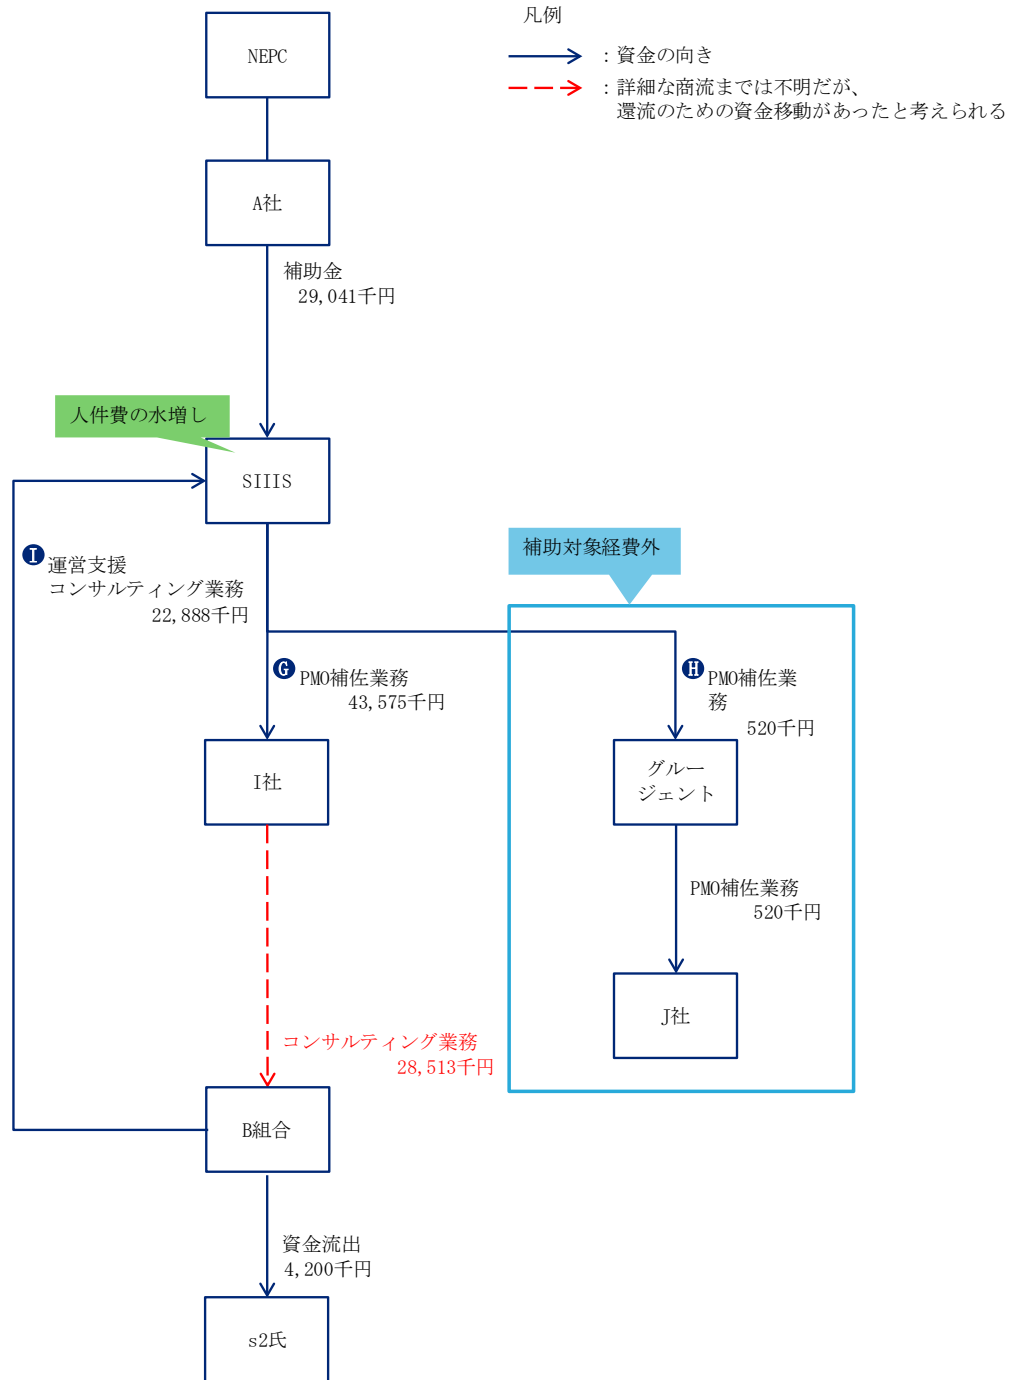 凡例
：資金の向き
：詳細な商流までは不明だが、
還流のための資金移動があったと考えられる
NEPC
A社
補助金
29,041千円
人件費の水増し
SIIIS
I
運営支援
コンサルティング業務
22,888千円
補助対象経費外
G
PMO補佐業務
43,575千円
H
PMO補佐業
務
520千円
I社
グルー
ジェント
PMO補佐業務
520千円
J社
コンサルティング業務
28,513千円
B組合
資金流出
4,200千円
s2氏